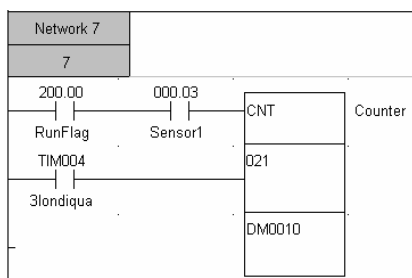 Network 7
7
200.00 000.03
CNT Counter
RunFlag Sensor1
TIM004 021
3londiqua
DM0010